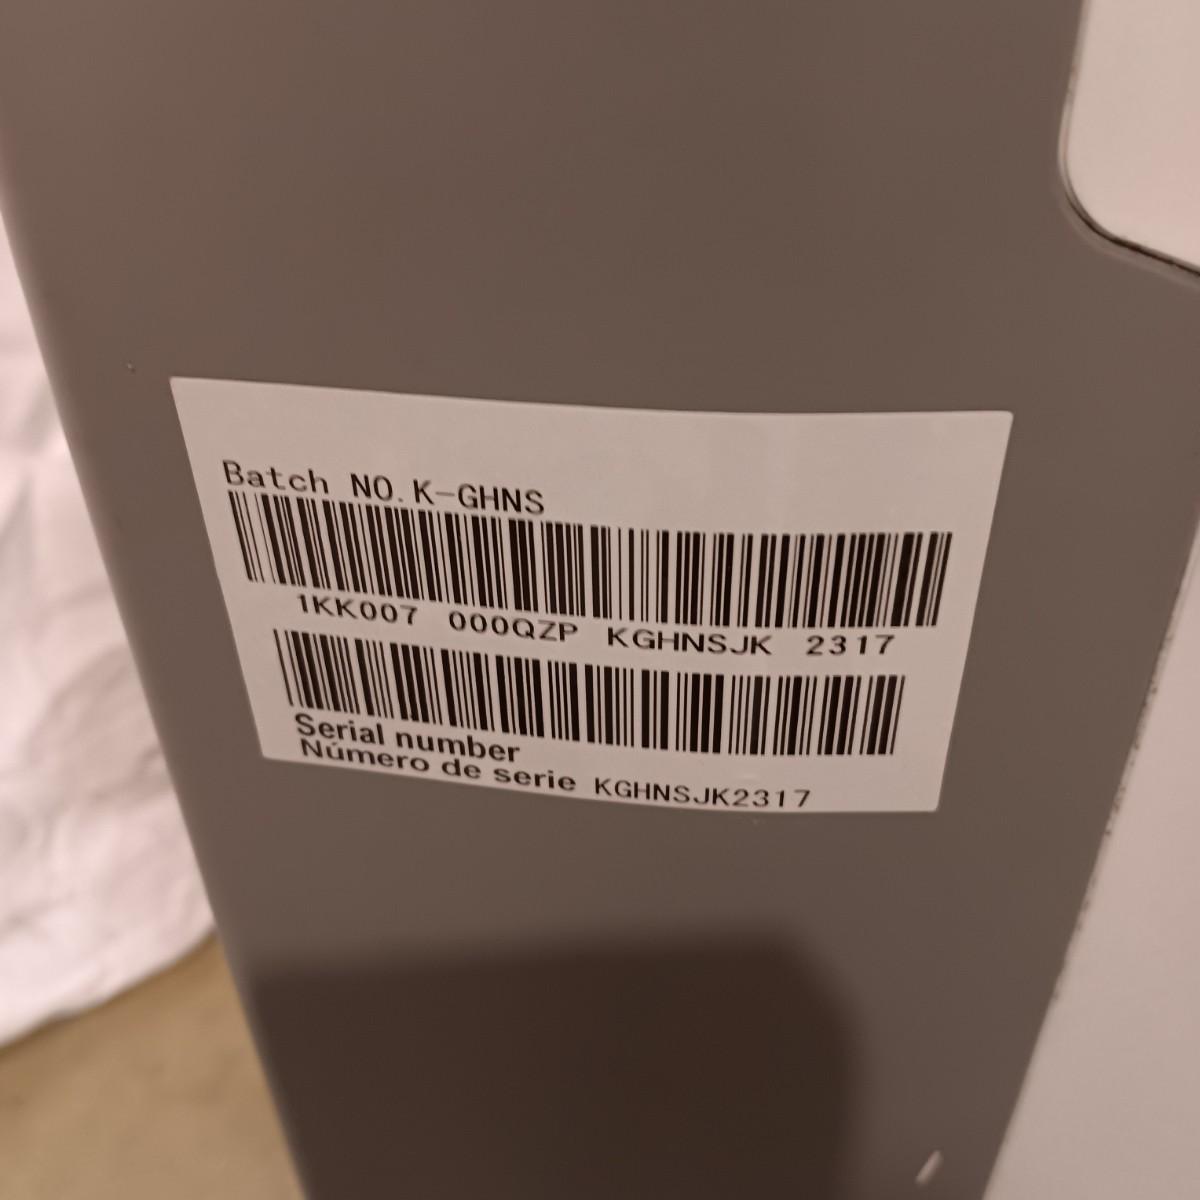 Batch NO.K-GHNS
1KK007 000QZP KGHNSJK 2317
Serial number
Número de serie KGHNSJK2317